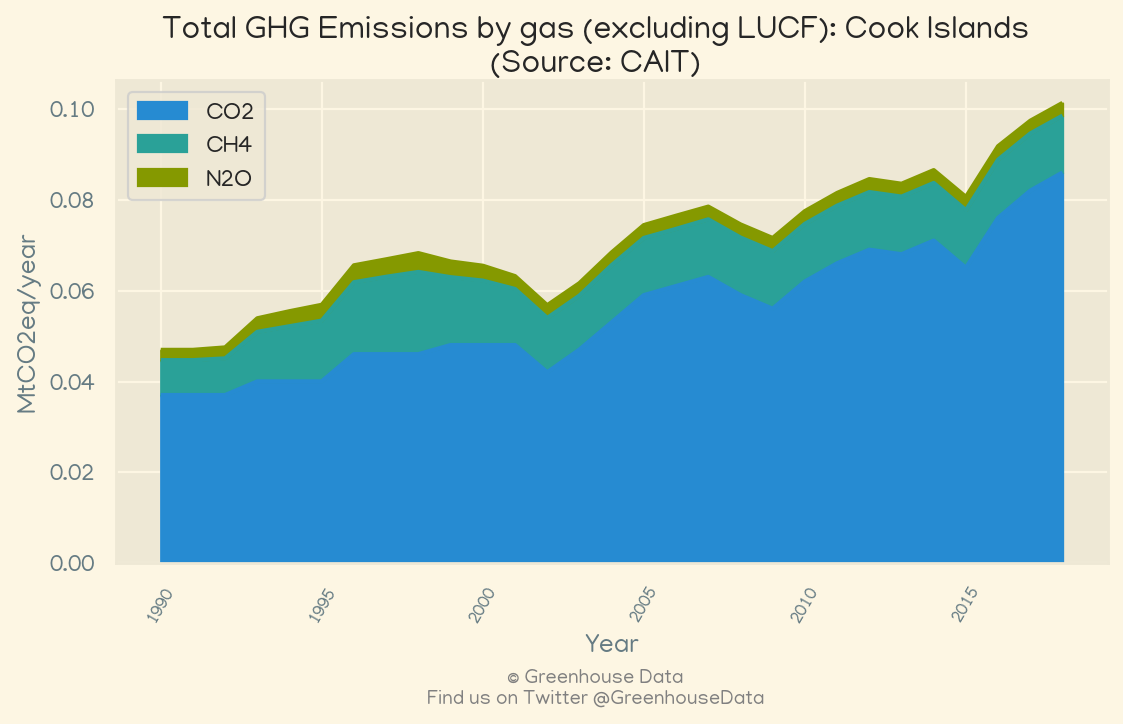 Total GHG Emissions by gas (excluding LUCF): Cook Islands
(Source: CAIT)
CO2
CH4
N2O
MtCO2eq/year
0.10
0.08
0.06
0.04
0.02
0.00
1990
1995
2000
2005
2010
2015
Year
© Greenhouse Data
Find us on Twitter @GreenhouseData